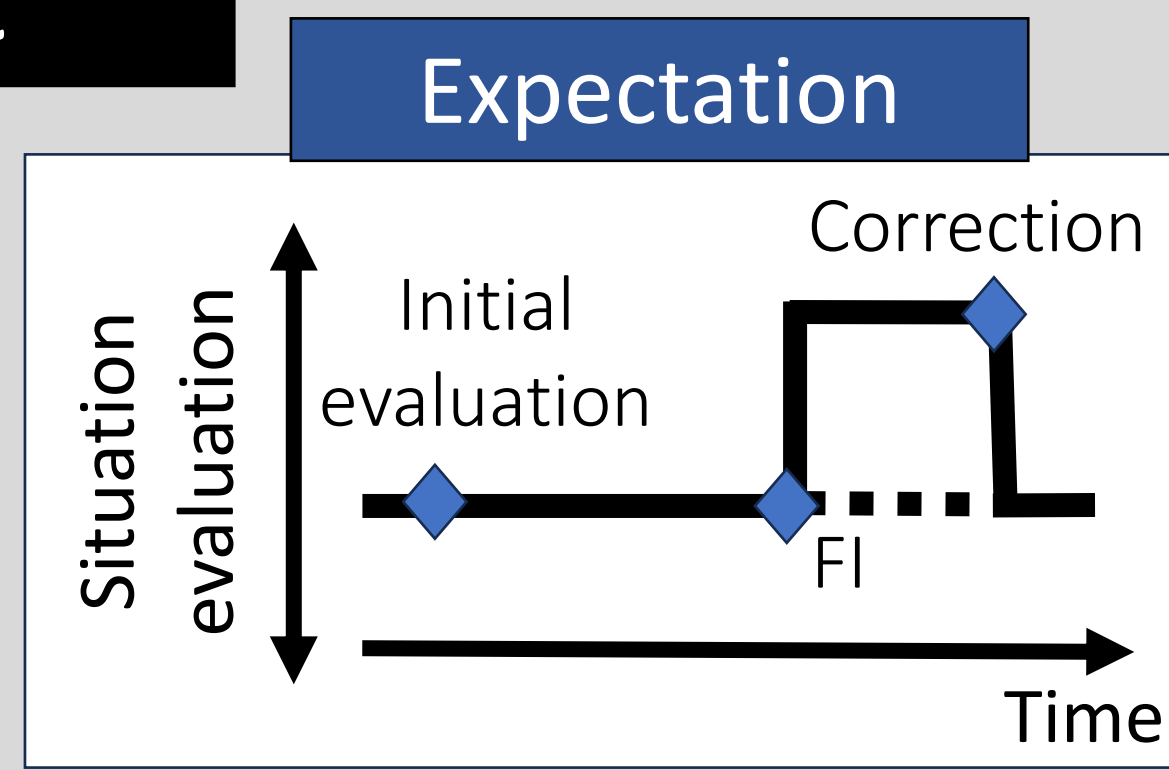 Expectation
Correction
Initial
evaluation
Situation
evaluation
FI
Time